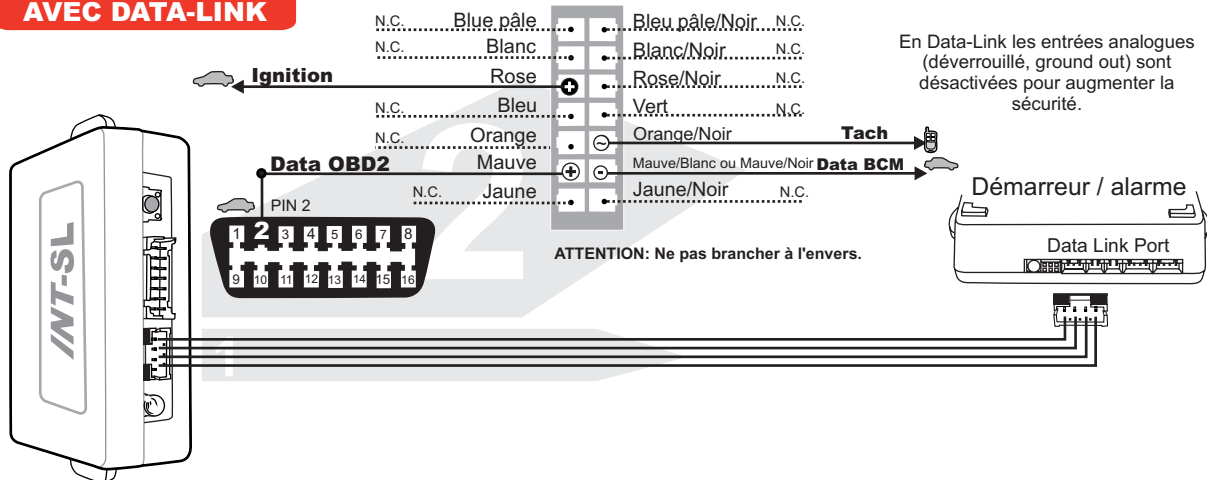 AVEC DATA-LINK
N.C. Blue pâle
Bleu pâle/Noir N.C.
N.C. Blanc
Blanc/Noir N.C.
Ignition Rose
Rose/Noir N.C.
N.C. Bleu
Vert N.C.
N.C. Orange
Orange/Noir Tach
Data OBD2 Mauve
Mauve/Blanc ou Mauve/Noir Data BCM
N.C. Jaune
Jaune/Noir N.C.
ATTENTION: Ne pas brancher à l'envers.
En Data-Link les entrées analogues
(déverrouillé, ground out) sont
désactivées pour augmenter la
sécurité.
PIN 2
1 2 3 4 5 6 7 8
9 10 11 12 13 14 15 16
Démarreur / alarme
Data Link Port
INT-SL
2
1